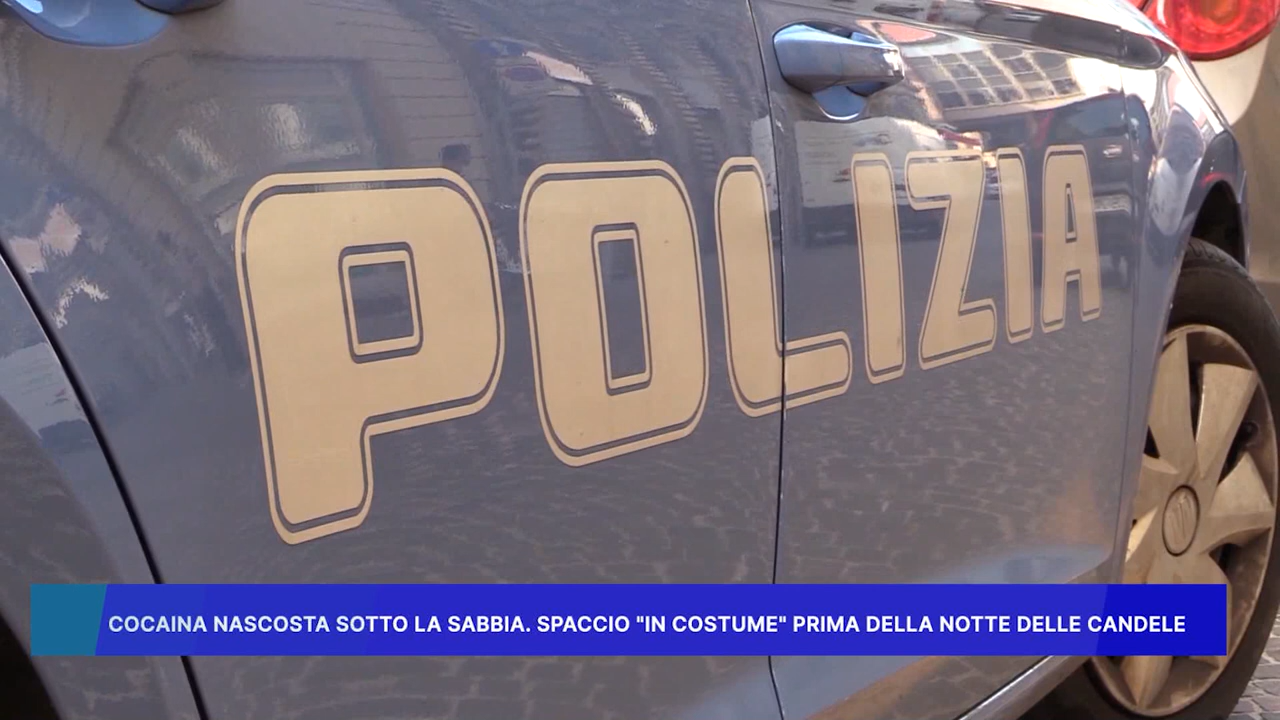 POLIZIA
COCAINA NASCOSTA SOTTO LA SABBIA. SPACCIO "IN COSTUME" PRIMA DELLA NOTTE DELLE CANDELE